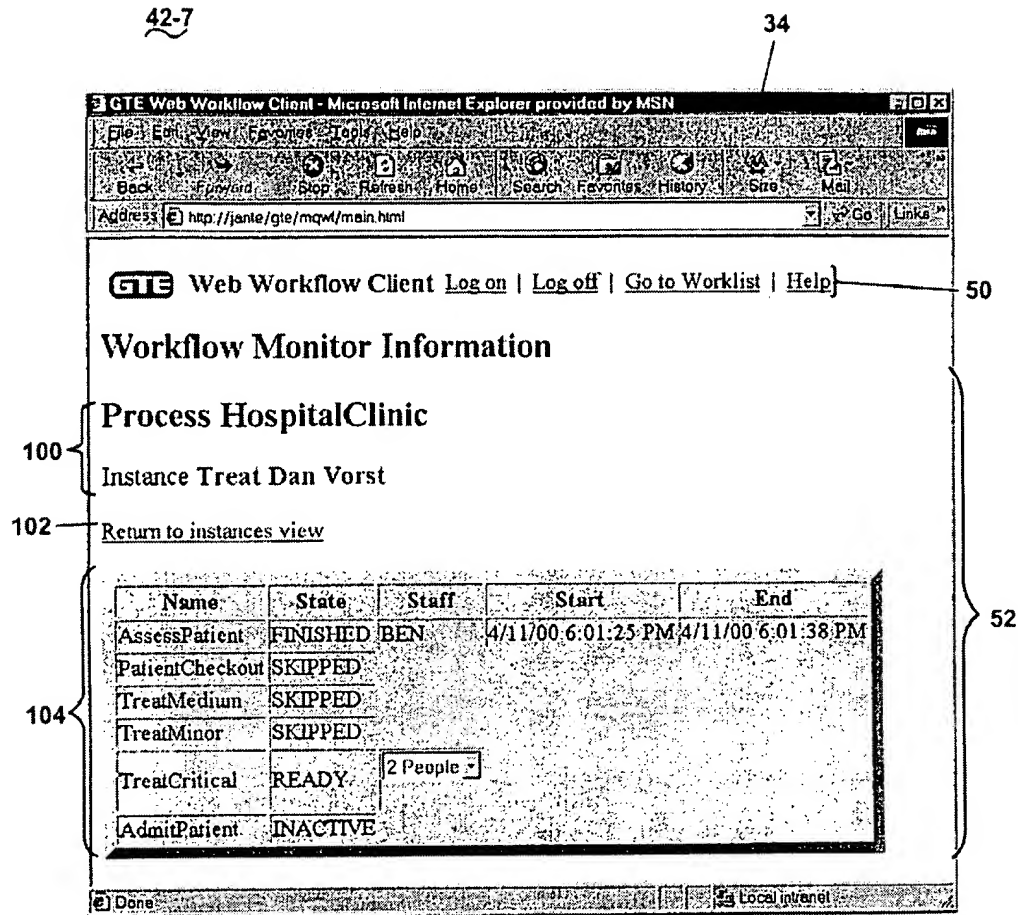 42-7
34
GTE Web Workflow Client - Microsoft Internet Explorer provided by MSN
File Edit View Favorites Tools Help
Back Forward Stop Refresh Home Search Favorites History Size Mail
Address http://jante/gte/mqwf/main.html Go Links »
GTE Web Workflow Client Log on | Log off | Go to Worklist | Help
50
Workflow Monitor Information
Process HospitalClinic
100
Instance Treat Dan Vorst
102
Return to instances view
Name State Staff Start End
AssessPatient FINISHED BEN 4/11/00 6:01:25 PM 4/11/00 6:01:38 PM
52
PatientCheckout SKIPPED
TreatMedium SKIPPED
104
TreatMinor SKIPPED
TreatCritical READY 2 People
AdmitPatient INACTIVE
Done Local intranet